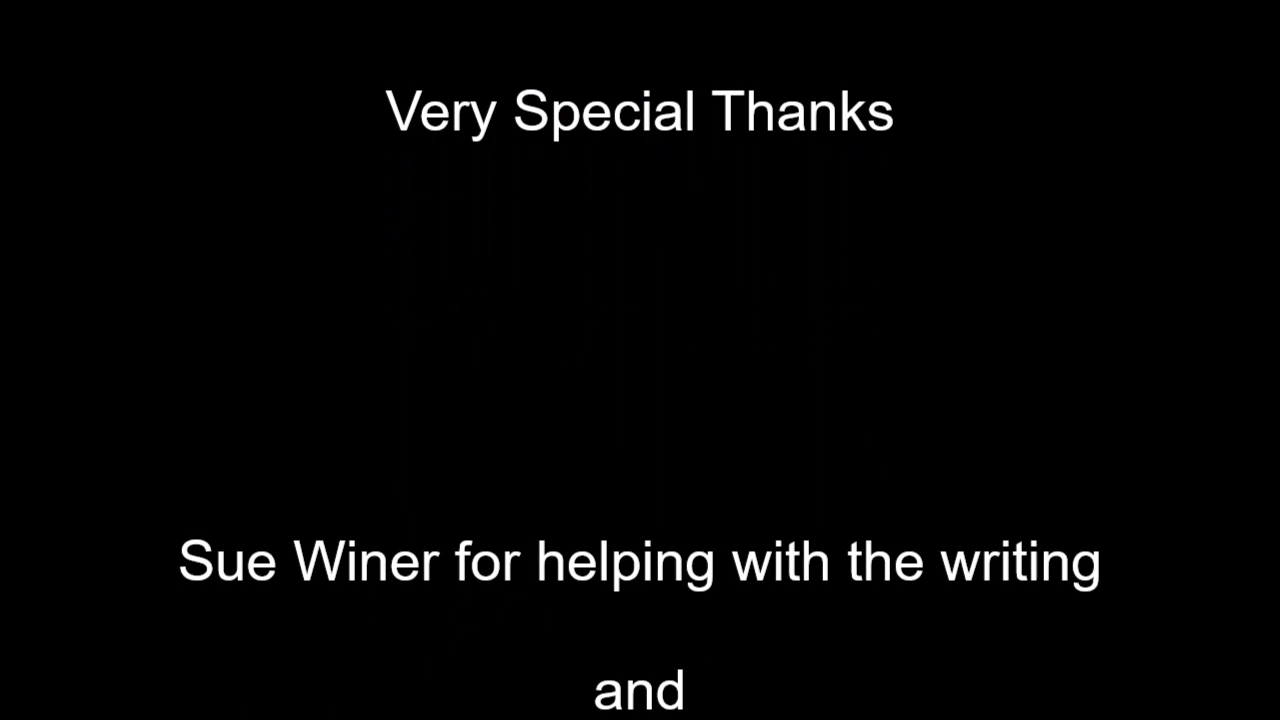 Very Special Thanks
Sue Winer for helping with the writing
and